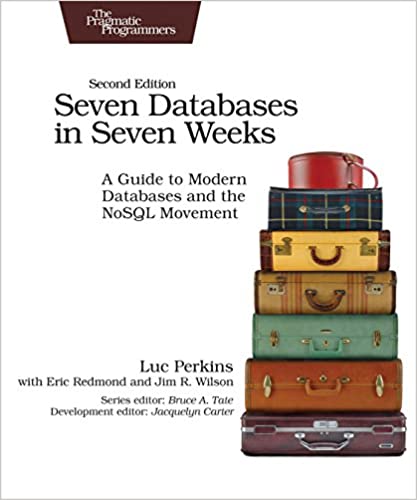 The
Pragmatic
Programmers
Second Edition
Seven Databases
in Seven Weeks
A Guide to Modern
Databases and the
NoSQL Movement
Luc Perkins
with Eric Redmond and Jim R. Wilson
Series editor: Bruce A. Tate
Development editor: Jacquelyn Carter